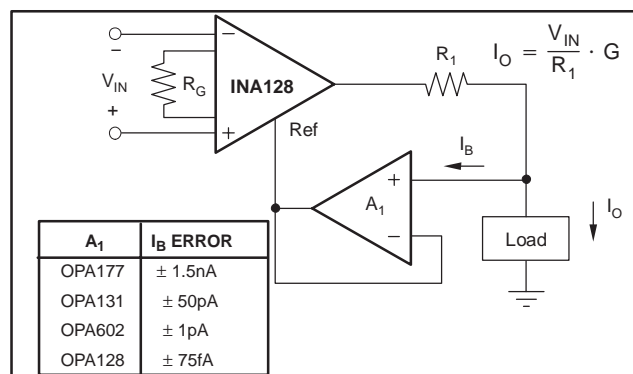 −
V_IN
+
R_G
−
INA128
+
Ref
R_1
I_O = V_IN / R_1 · G
I_B
+
A_1
−
Load
I_O
A_1 I_B ERROR
OPA177 ± 1.5nA
OPA131 ± 50pA
OPA602 ± 1pA
OPA128 ± 75fA